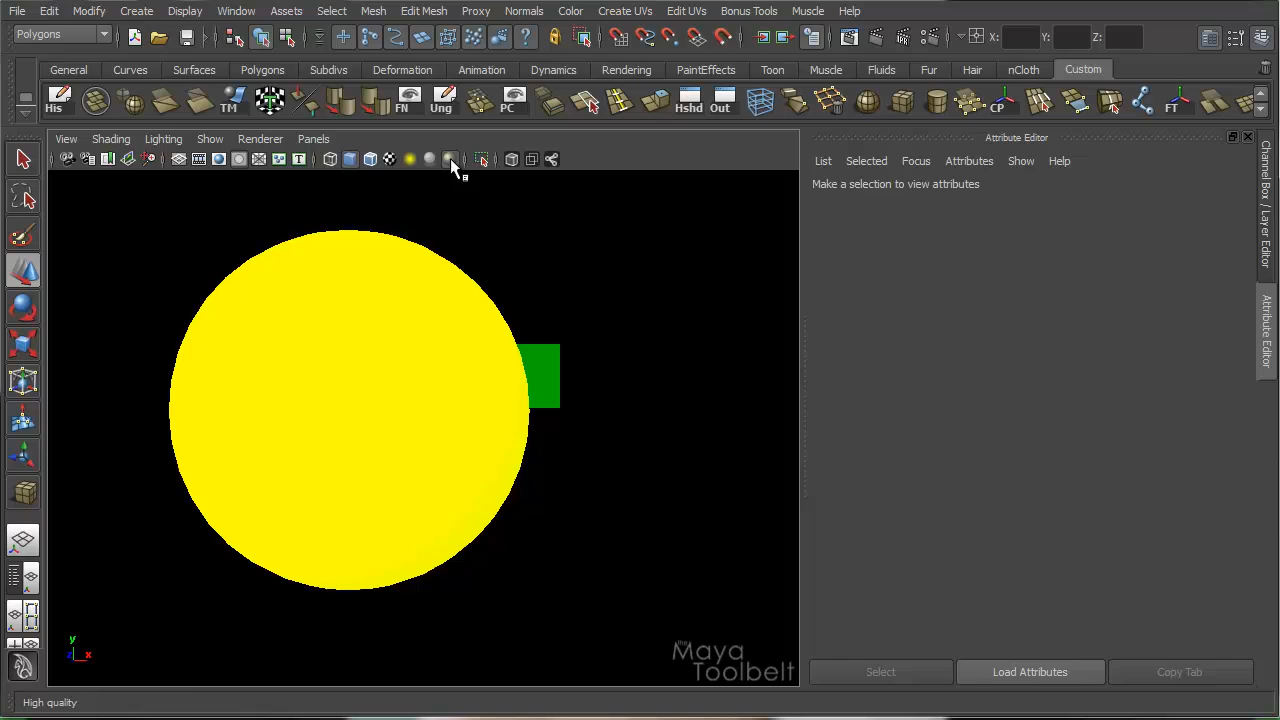 File Edit Modify Create Display Window Assets Select Mesh Edit Mesh Proxy Normals Color Create UVs Edit UVs Bonus Tools Muscle Help
Polygons X: Y: Z:
General Curves Surfaces Polygons Subdivs Deformation Animation Dynamics Rendering PaintEffects Toon Muscle Fluids Fur Hair nCloth Custom
His TM FN Ung PC Hshd Out CP FT
View Shading Lighting Show Renderer Panels
Attribute Editor
List Selected Focus Attributes Show Help
Make a selection to view attributes
Channel Box / Layer Editor
Attribute Editor
y
z x
the
Maya
Toolbelt
Select Load Attributes Copy Tab
High quality